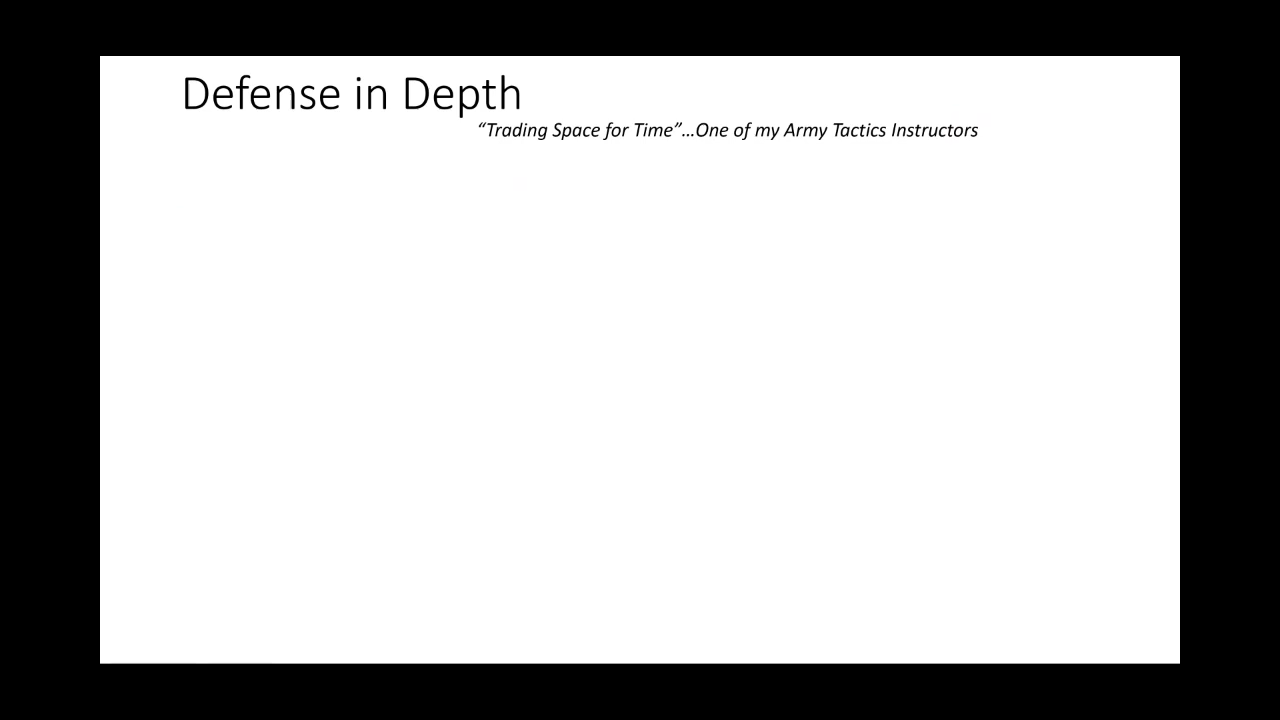 Defense in Depth
“Trading Space for Time”…One of my Army Tactics Instructors